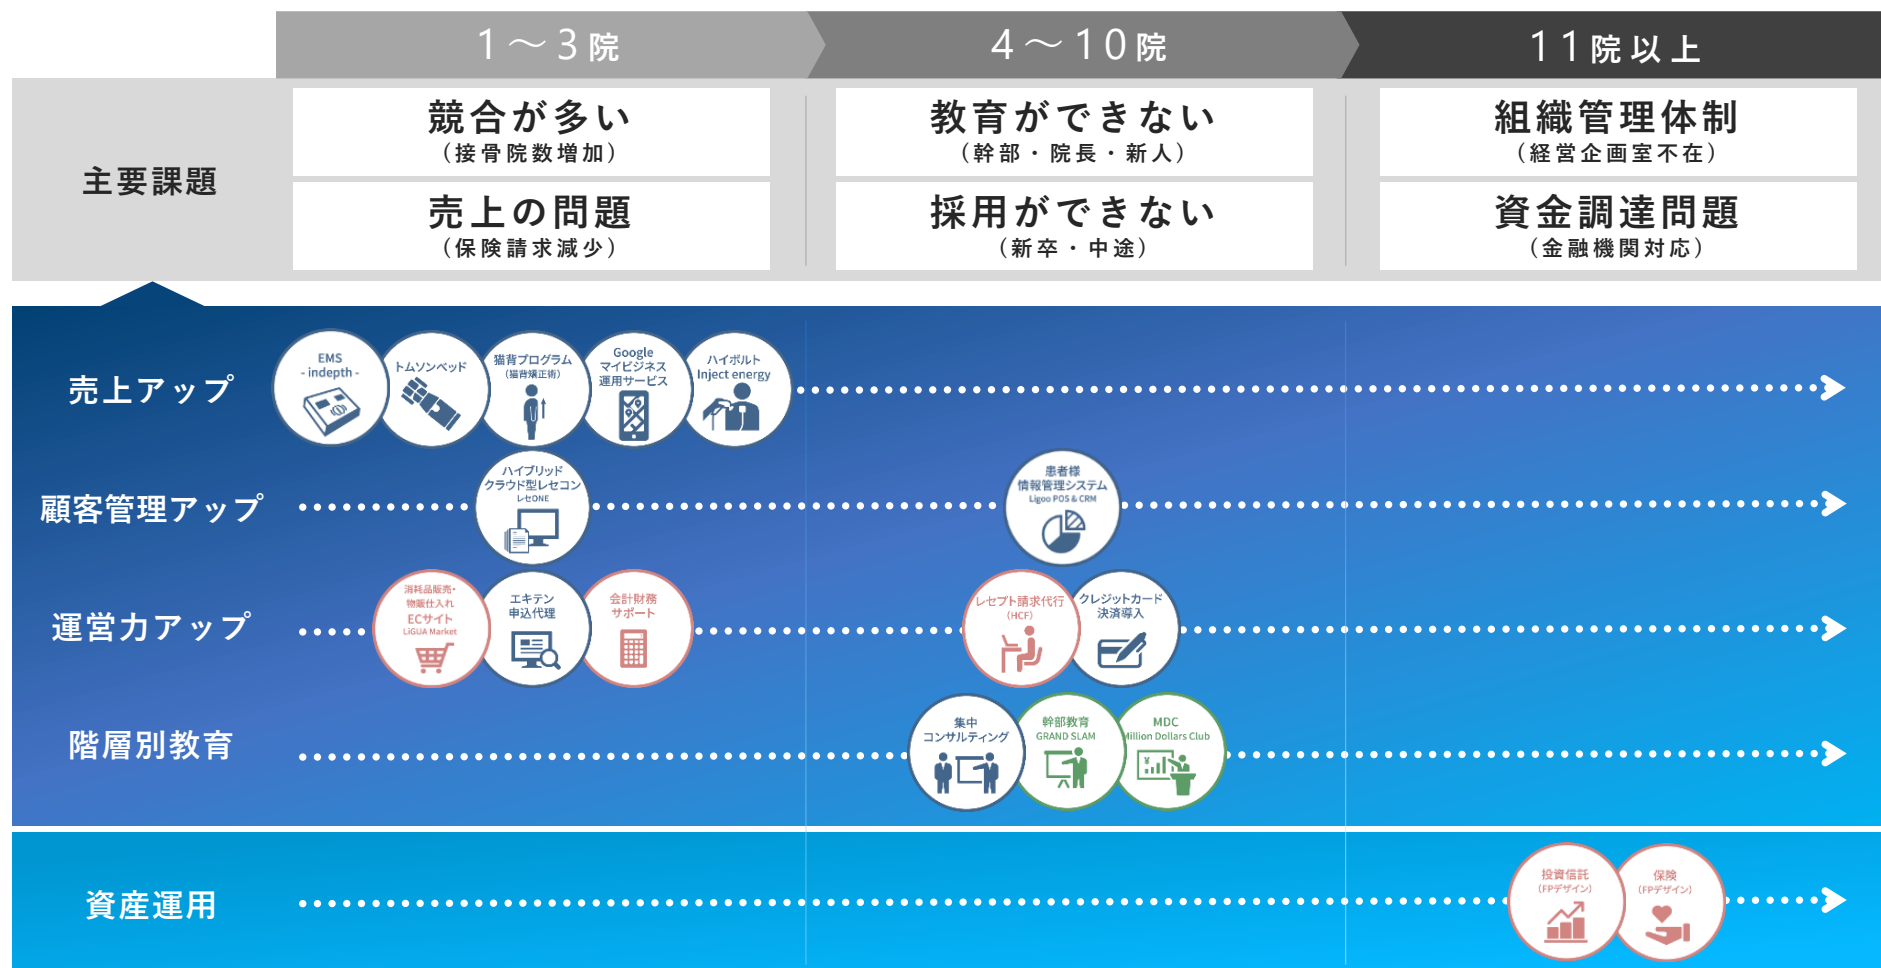 1～3院
4～10院
11院以上
主要課題
競合が多い
(接骨院数増加)
売上の問題
(保険請求減少)
教育ができない
(幹部・院長・新人)
採用ができない
(新卒・中途)
組織管理体制
(経営企画室不在)
資金調達問題
(金融機関対応)
売上アップ
EMS
- indepth -
トムソンベッド
猫背プログラム
(猫背矯正術)
Google
マイビジネス
運用サービス
ハイボルト
Inject energy
顧客管理アップ
ハイブリッド
クラウド型レセコン
レセONE
患者様
情報管理システム
Ligoo POS & CRM
運営力アップ
消耗品販売・
物販仕入れ
ECサイト
LiGUA Market
エキテン
申込代理
会計財務
サポート
レセプト請求代行
(HCF)
クレジットカード
決済導入
階層別教育
集中
コンサルティング
幹部教育
GRAND SLAM
MDC
Million Dollars Club
¥
資産運用
投資信託
(FPデザイン)
保険
(FPデザイン)